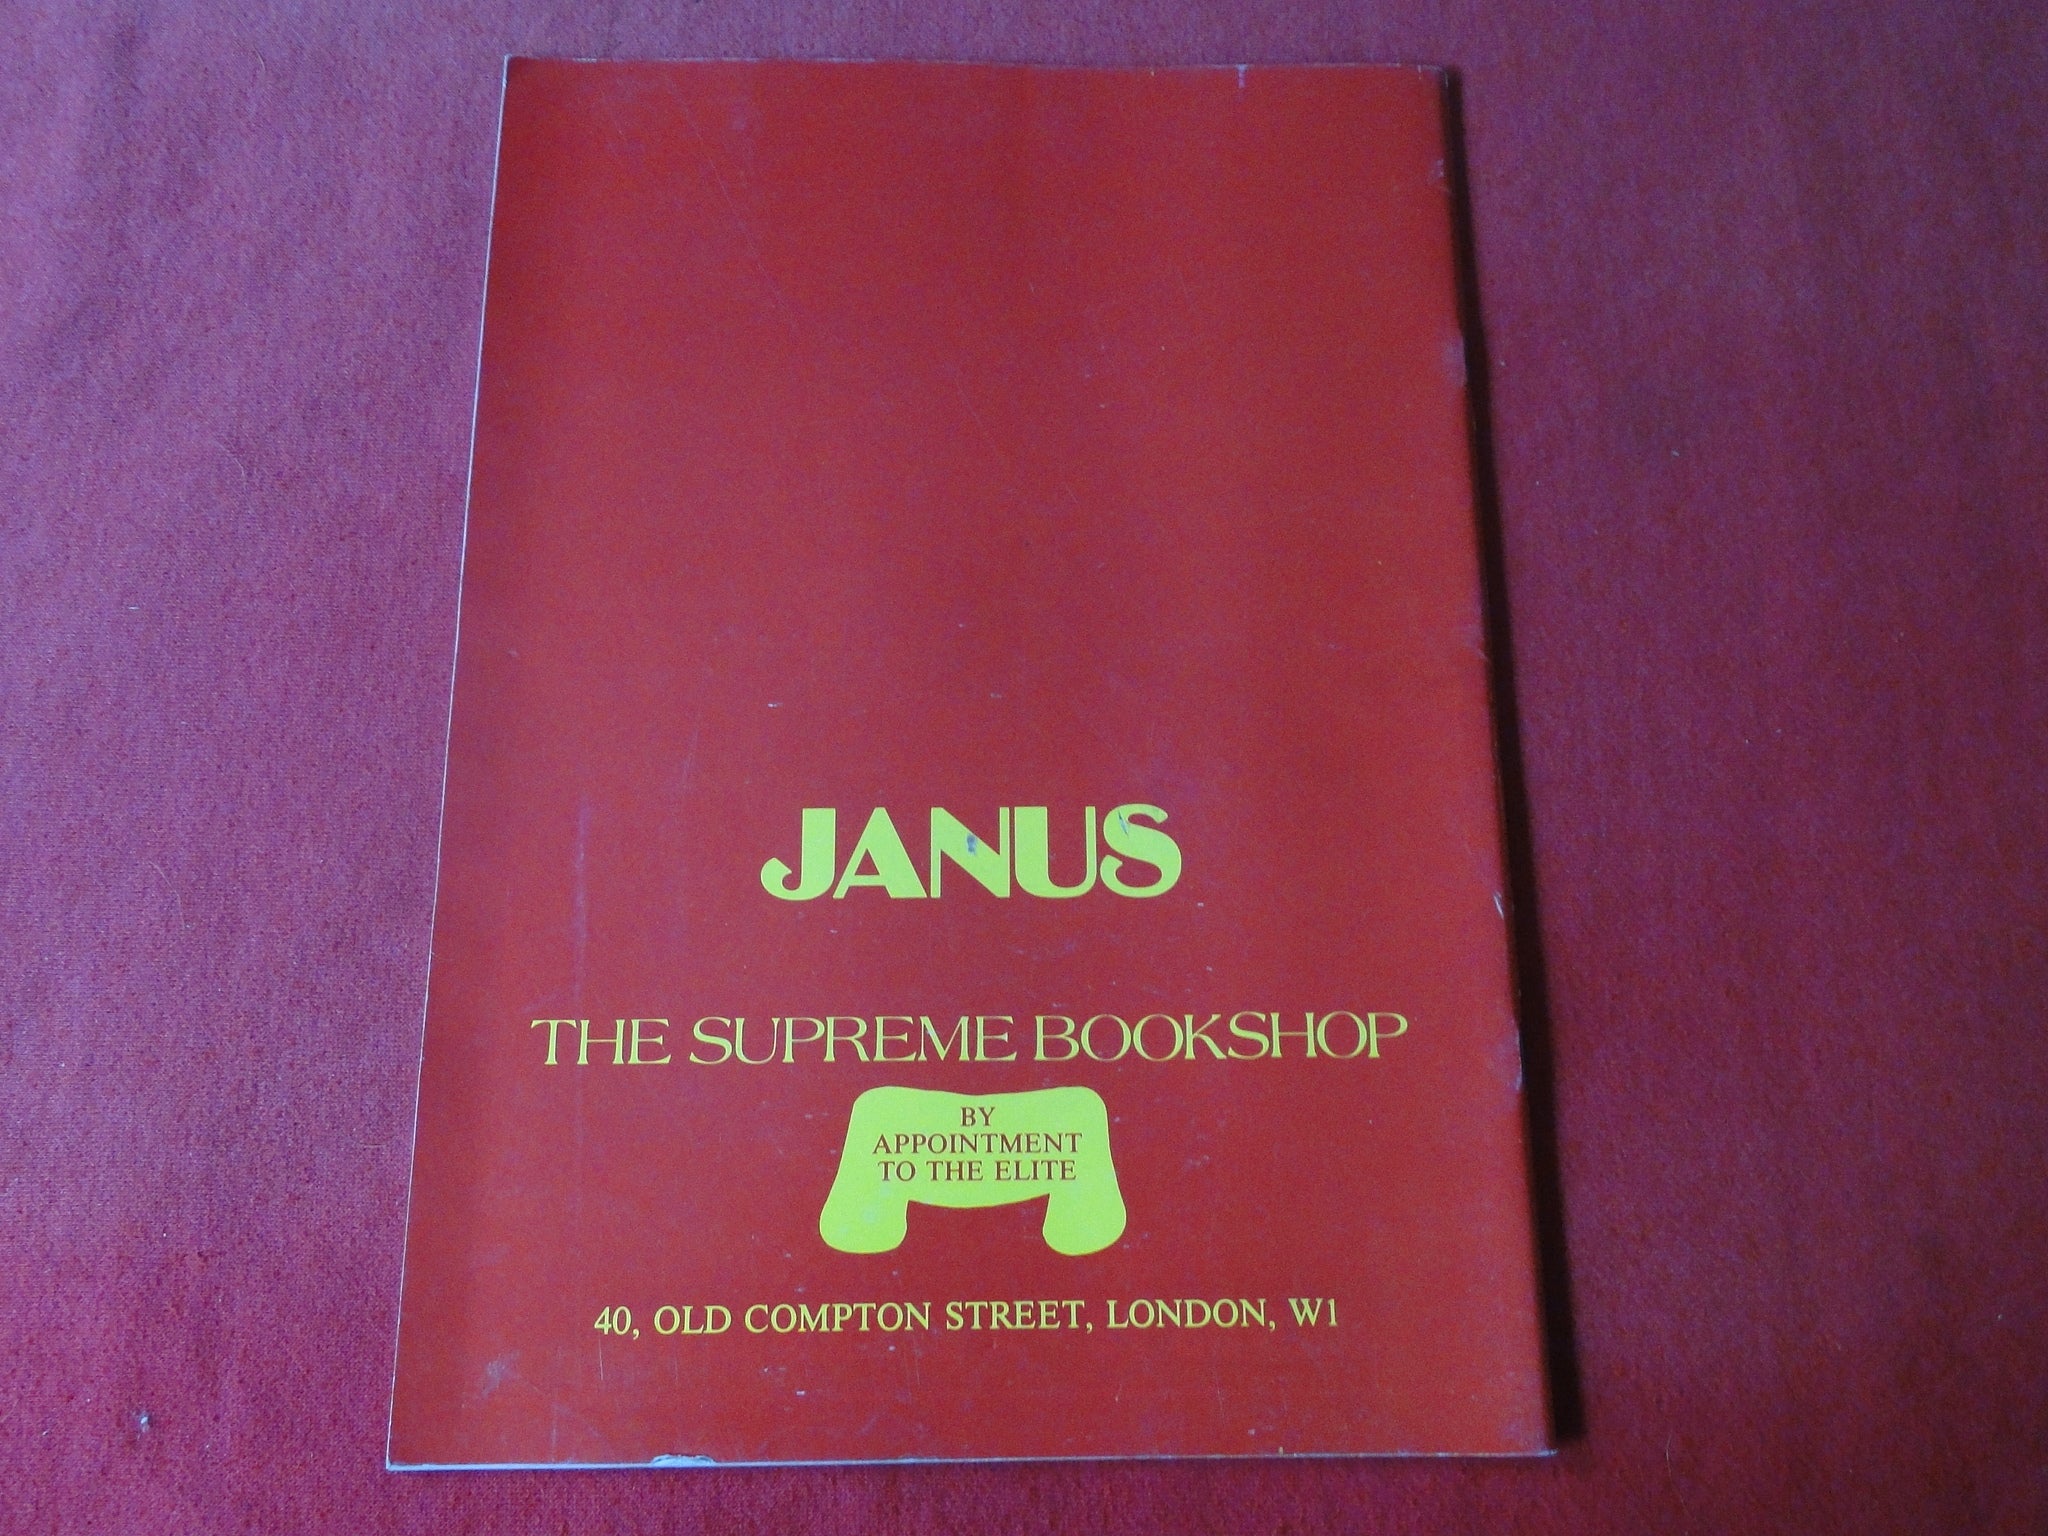 JANUS
THE SUPREME BOOKSHOP
BY
APPOINTMENT
TO THE ELITE
40, OLD COMPTON STREET, LONDON, W1